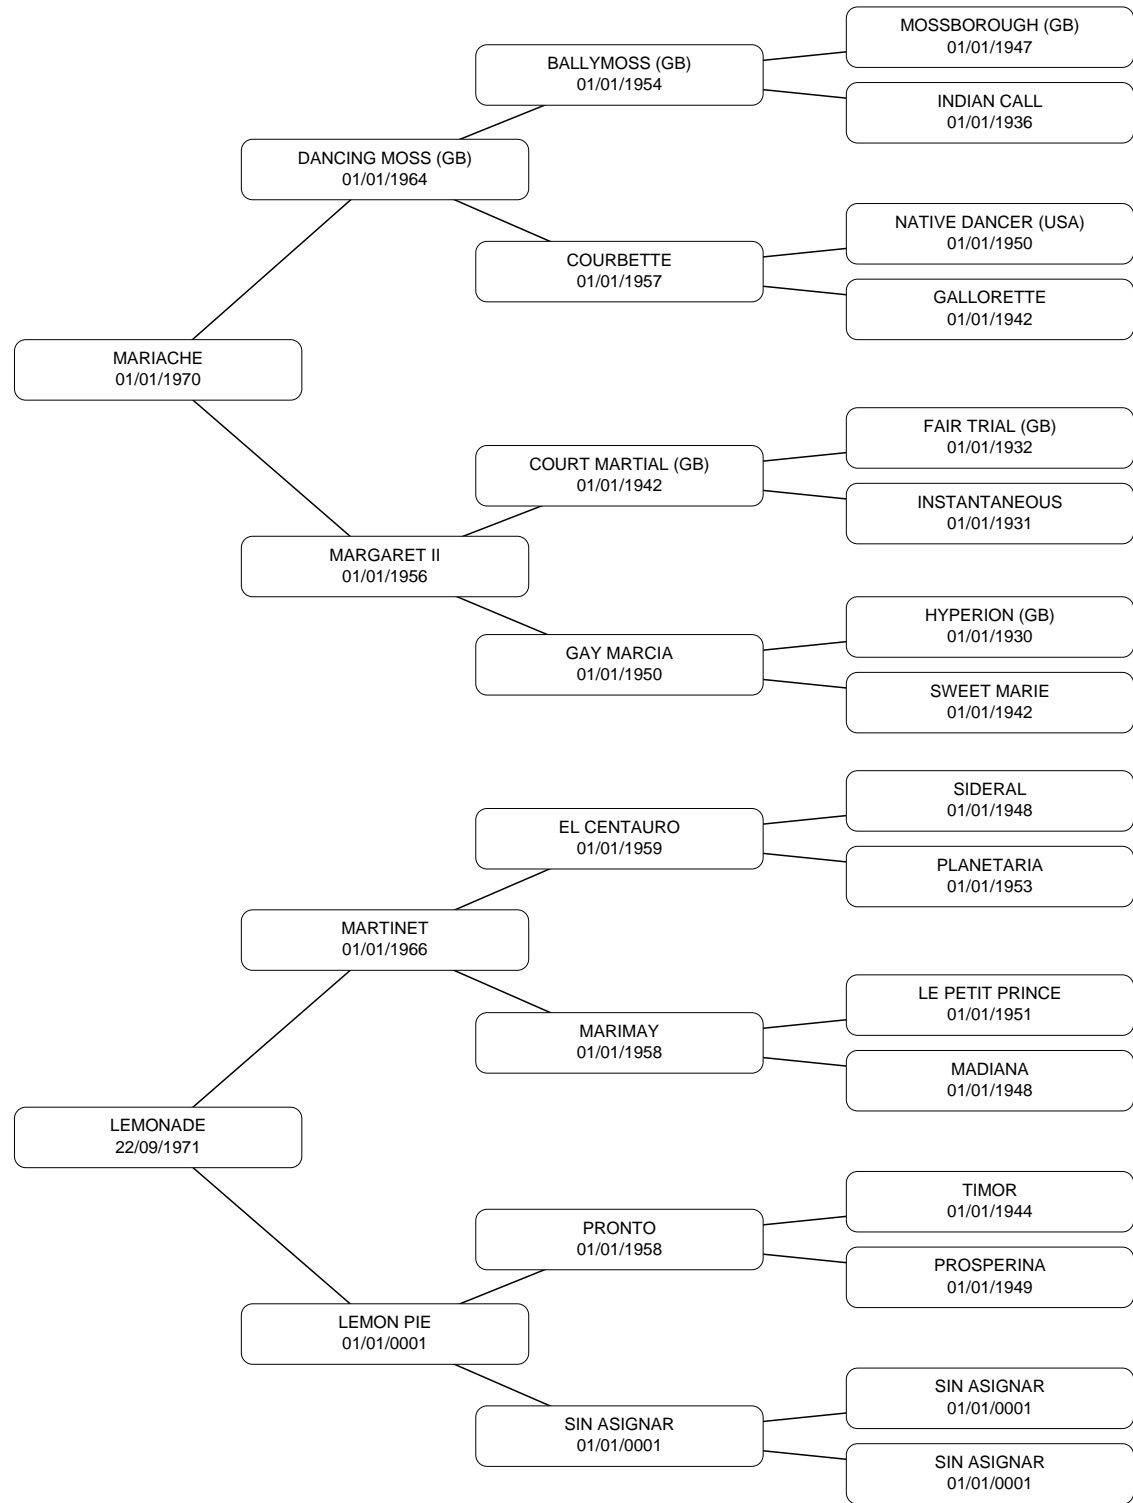 MOSSBOROUGH (GB)
01/01/1947
BALLYMOSS (GB)
01/01/1954
INDIAN CALL
01/01/1936
DANCING MOSS (GB)
01/01/1964
NATIVE DANCER (USA)
01/01/1950
COURBETTE
01/01/1957
GALLORETTE
01/01/1942
MARIACHE
01/01/1970
FAIR TRIAL (GB)
01/01/1932
COURT MARTIAL (GB)
01/01/1942
INSTANTANEOUS
01/01/1931
MARGARET II
01/01/1956
HYPERION (GB)
01/01/1930
GAY MARCIA
01/01/1950
SWEET MARIE
01/01/1942
SIDERAL
01/01/1948
EL CENTAURO
01/01/1959
PLANETARIA
01/01/1953
MARTINET
01/01/1966
LE PETIT PRINCE
01/01/1951
MARIMAY
01/01/1958
MADIANA
01/01/1948
LEMONADE
22/09/1971
TIMOR
01/01/1944
PRONTO
01/01/1958
PROSPERINA
01/01/1949
LEMON PIE
01/01/0001
SIN ASIGNAR
01/01/0001
SIN ASIGNAR
01/01/0001
SIN ASIGNAR
01/01/0001